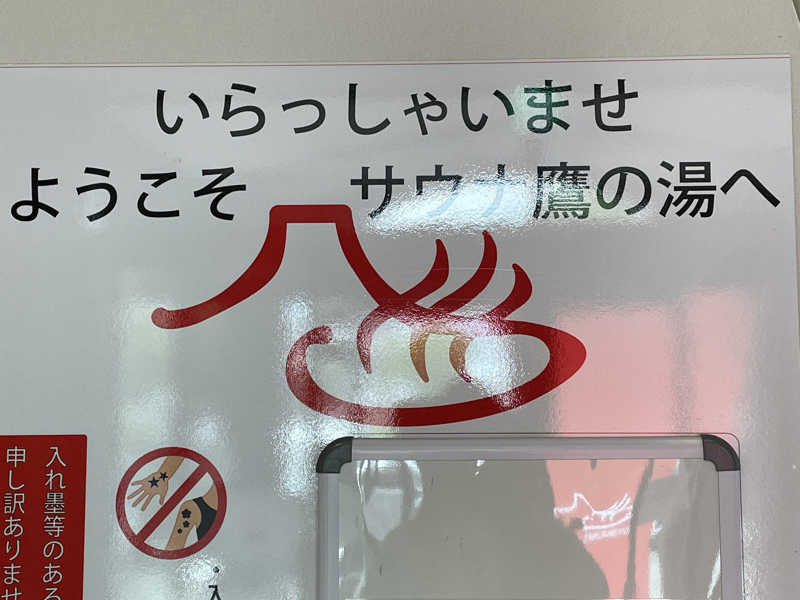 いらっしゃいませ
ようこそ サウナ鷹の湯へ
入れ墨等のある
申し訳ありませ
・入